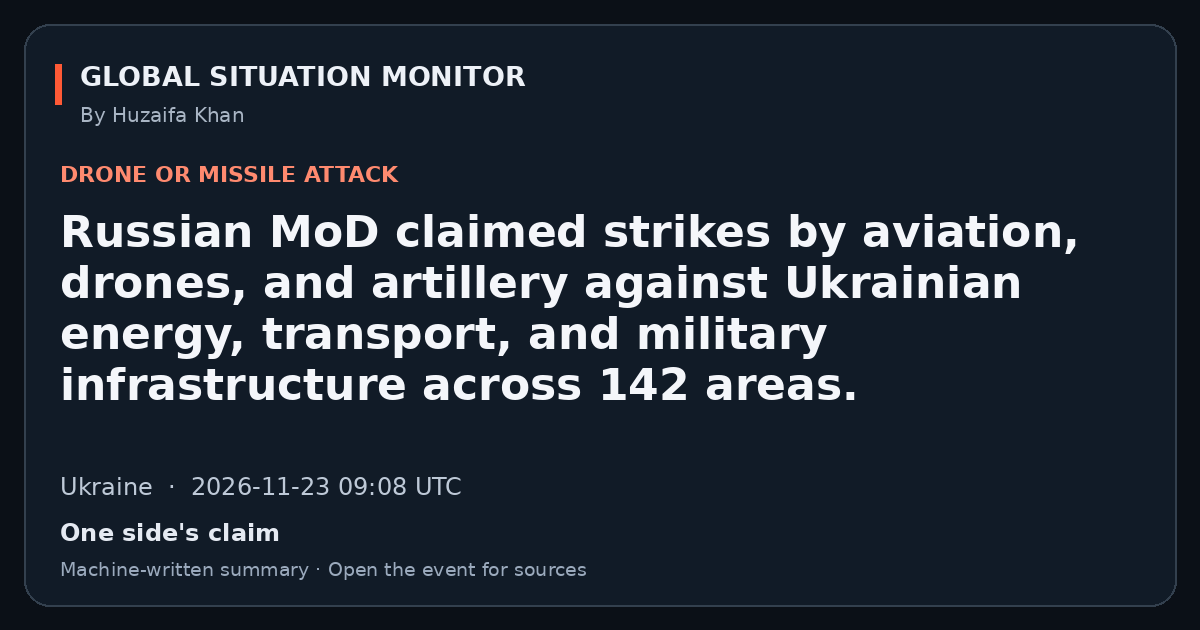 GLOBAL SITUATION MONITOR
By Huzaifa Khan
DRONE OR MISSILE ATTACK
Russian MoD claimed strikes by aviation,
drones, and artillery against Ukrainian
energy, transport, and military
infrastructure across 142 areas.
Ukraine · 2026-11-23 09:08 UTC
One side's claim
Machine-written summary · Open the event for sources